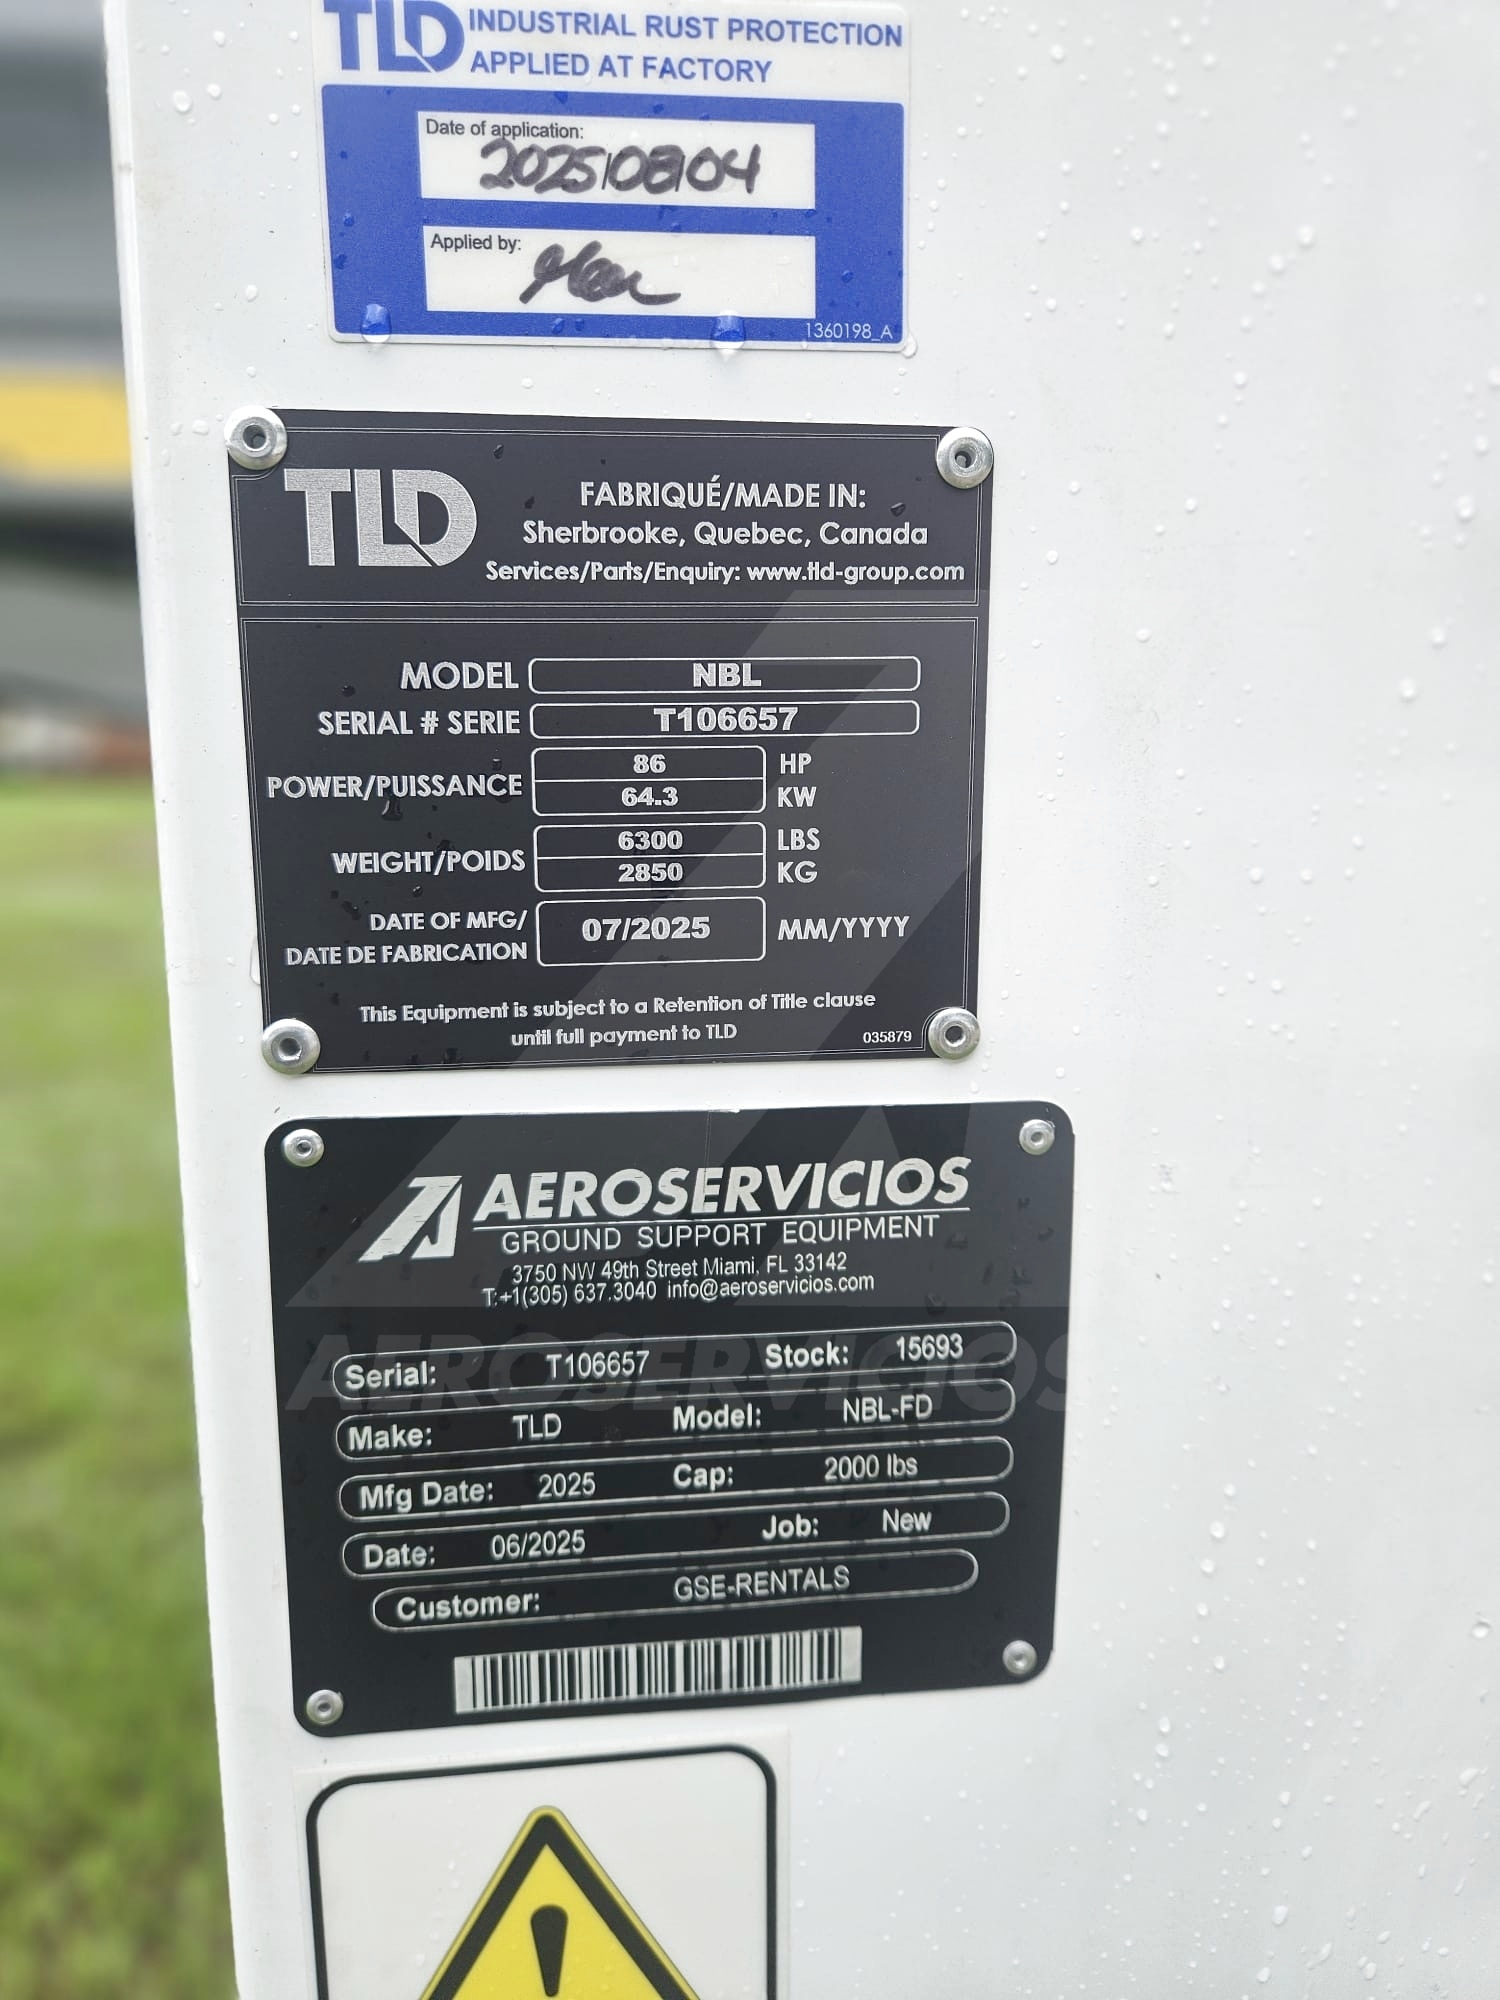 TLD INDUSTRIAL RUST PROTECTION
APPLIED AT FACTORY
Date of application:
2025/08/04
Applied by:
1360198_A
TLD
FABRIQUÉ/MADE IN:
Sherbrooke, Quebec, Canada
Services/Parts/Enquiry: www.tld-group.com
MODEL NBL
SERIAL # SERIE T106657
POWER/PUISSANCE 86 HP
64.3 KW
WEIGHT/POIDS 6300 LBS
2850 KG
DATE OF MFG/
DATE DE FABRICATION 07/2025 MM/YYYY
This Equipment is subject to a Retention of Title clause
until full payment to TLD
035879
AEROSERVICIOS
GROUND SUPPORT EQUIPMENT
3750 NW 49th Street Miami, FL 33142
T:+1(305) 637.3040 info@aeroservicios.com
AEROSERVICIOS
Serial: T106657 Stock: 15693
Make: TLD Model: NBL-FD
Mfg Date: 2025 Cap: 2000 lbs
Date: 06/2025 Job: New
Customer: GSE-RENTALS